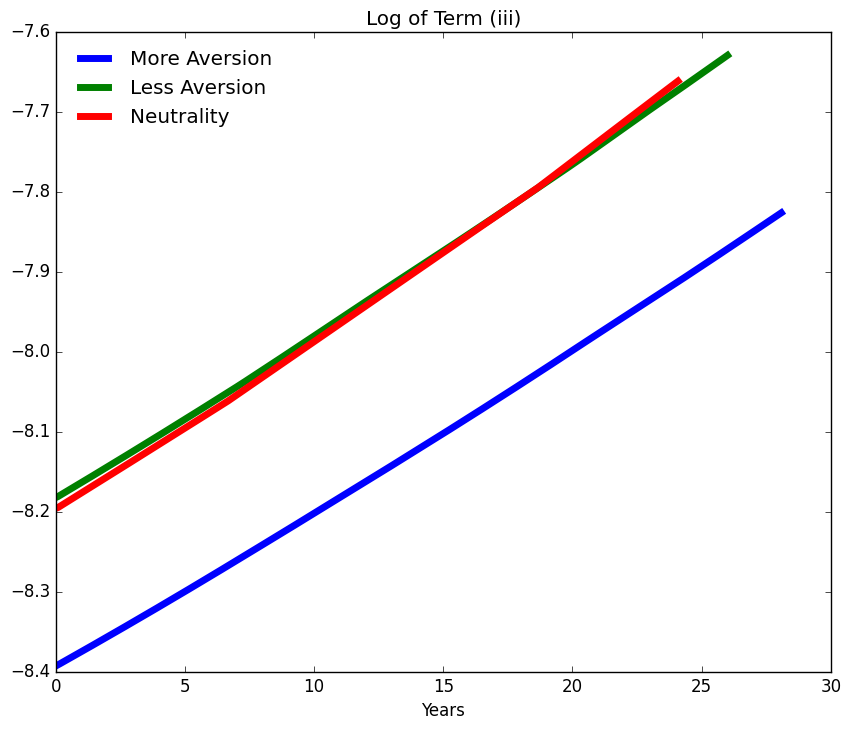 Log of Term (iii)
−7.6
−7.7
−7.8
−7.9
−8.0
−8.1
−8.2
−8.3
−8.4
More Aversion
Less Aversion
Neutrality
0 5 10 15 20 25 30
Years